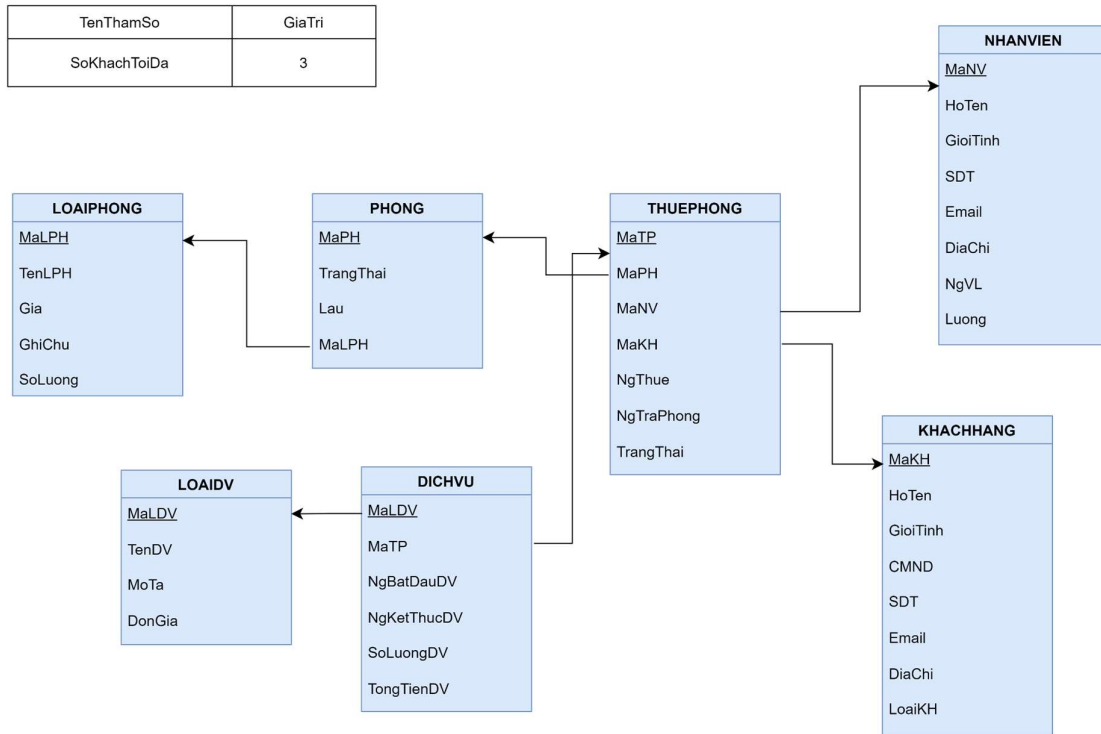 TenThamSo GiaTri
SoKhachToiDa 3
NHANVIEN
MaNV
HoTen
GioiTinh
SDT
Email
DiaChi
NgVL
Luong
LOAIPHONG
MaLPH
TenLPH
Gia
GhiChu
SoLuong
PHONG
MaPH
TrangThai
Lau
MaLPH
THUEPHONG
MaTP
MaPH
MaNV
MaKH
NgThue
NgTraPhong
TrangThai
KHACHHANG
MaKH
HoTen
GioiTinh
CMND
SDT
Email
DiaChi
LoaiKH
LOAIDV
MaLDV
TenDV
MoTa
DonGia
DICHVU
MaLDV
MaTP
NgBatDauDV
NgKetThucDV
SoLuongDV
TongTienDV